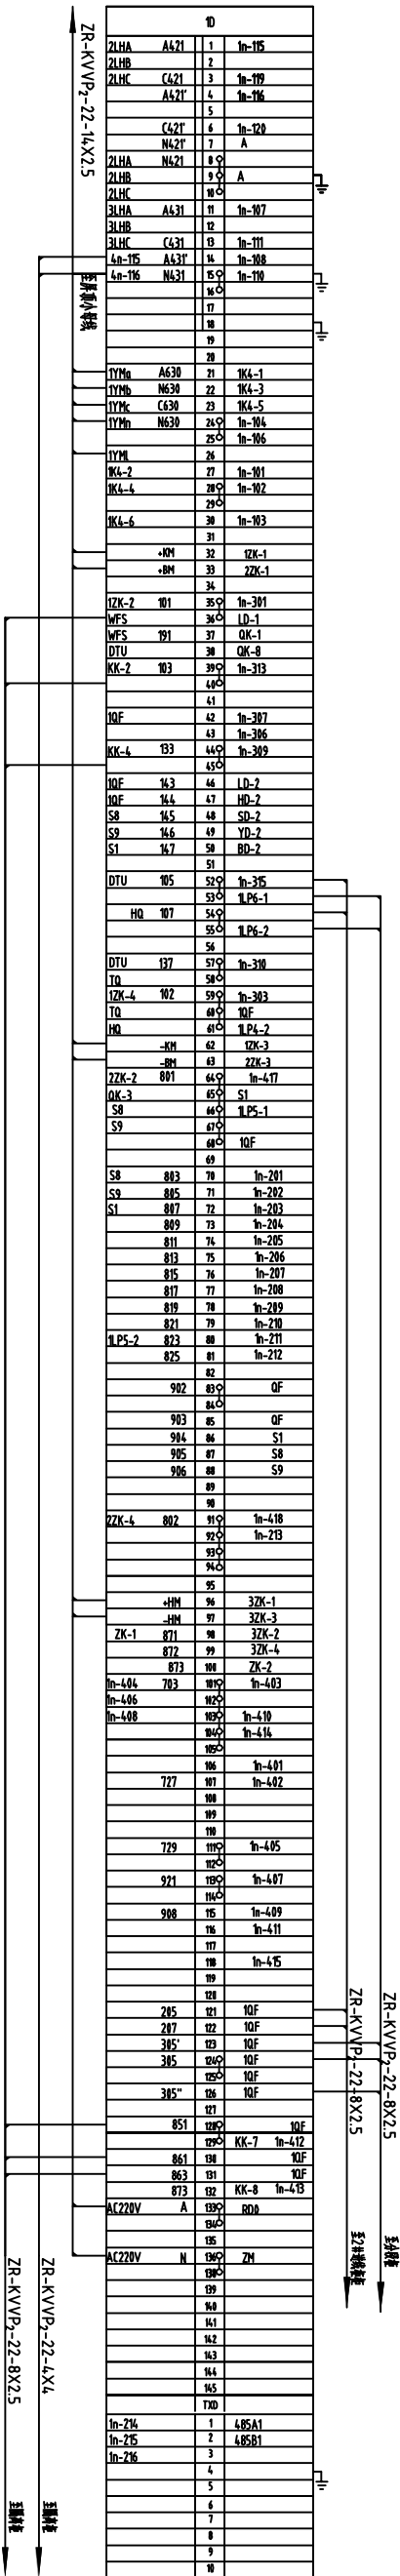 1D
2LHA A421 1 1n-115
2LHB 2
2LHC C421 3 1n-119
A421' 4 1n-116
5
C421' 6 1n-120
N421' 7 A
2LHA N421 8
2LHB 9 A
2LHC 10
3LHA A431 11 1n-107
3LHB 12
3LHC C431 13 1n-111
4n-115 A431' 14 1n-108
4n-116 N431 15 1n-110
16
17
18
19
20
1YMa A630 21 1K4-1
1YMb N630 22 1K4-3
1YMc C630 23 1K4-5
1YMn N630 24 1n-104
25 1n-106
1YML 26
1K4-2 27 1n-101
1K4-4 28 1n-102
29
1K4-6 30 1n-103
31
+KM 32 1ZK-1
+BM 33 2ZK-1
34
1ZK-2 101 35 1n-301
WFS 36 LD-1
WFS 191 37 QK-1
DTU 38 QK-8
KK-2 103 39 1n-313
40
41
1QF 42 1n-307
43 1n-306
KK-4 133 44 1n-309
45
1QF 143 46 LD-2
1QF 144 47 HD-2
S8 145 48 SD-2
S9 146 49 YD-2
S1 147 50 BD-2
51
DTU 105 52 1n-315
53 1LP6-1
HQ 107 54
55 1LP6-2
56
DTU 137 57 1n-310
TQ 58
1ZK-4 102 59 1n-303
TQ 60 1QF
HQ 61 1LP4-2
-KM 62 1ZK-3
-BM 63 2ZK-3
2ZK-2 801 64 1n-417
QK-3 65 S1
S8 66 1LP5-1
S9 67
68 1QF
69
S8 803 70 1n-201
S9 805 71 1n-202
S1 807 72 1n-203
809 73 1n-204
811 74 1n-205
813 75 1n-206
815 76 1n-207
817 77 1n-208
819 78 1n-209
821 79 1n-210
1LP5-2 823 80 1n-211
825 81 1n-212
82
902 83 QF
84
903 85 QF
904 86 S1
905 87 S8
906 88 S9
89
90
2ZK-4 802 91 1n-418
92 1n-213
93
94
95
+HM 96 3ZK-1
-HM 97 3ZK-3
ZK-1 871 98 3ZK-2
872 99 3ZK-4
873 100 ZK-2
1n-404 703 101 1n-403
1n-406 102
1n-408 103 1n-410
104 1n-414
105
106 1n-401
727 107 1n-402
108
109
110
729 111 1n-405
112
921 113 1n-407
114
908 115 1n-409
116 1n-411
117
118 1n-415
119
120
205 121 1QF
207 122 1QF
305' 123 1QF
305 124 1QF
125 1QF
305" 126 1QF
127
851 128 1QF
129 KK-7 1n-412
861 130 1QF
863 131 1QF
873 132 KK-8 1n-413
AC220V A 133 RD0
134
135
AC220V N 136 ZM
138
139
140
141
142
143
144
145
TXD
1n-214 1 485A1
1n-215 2 485B1
1n-216 3
4
5
6
7
8
9
10
ZR-KVVP₂-22-14X2.5
至屏顶小母线
ZR-KVVP₂-22-8X2.5
ZR-KVVP₂-22-8X2.5
ZR-KVVP₂-22-4X4
ZR-KVVP₂-22-8X2.5